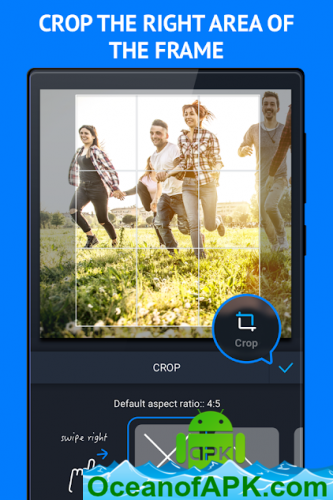 CROP THE RIGHT AREA OF
THE FRAME
Crop
CROP
Default aspect ratio:: 4:5
swipe right
APK
OceanofAPK.com